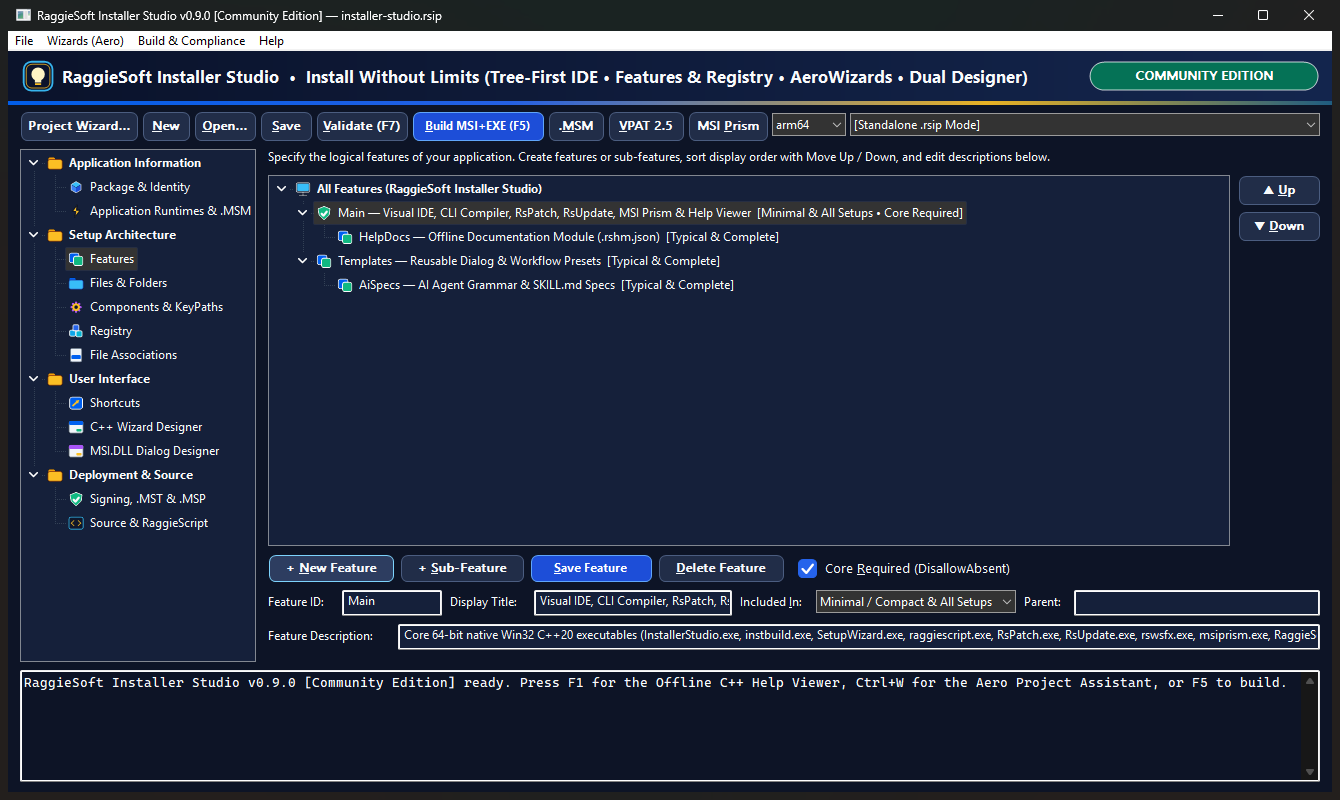 RaggieSoft Installer Studio v0.9.0 [Community Edition] — installer-studio.rsip
File Wizards (Aero) Build & Compliance Help
RaggieSoft Installer Studio • Install Without Limits (Tree-First IDE • Features & Registry • AeroWizards • Dual Designer)
COMMUNITY EDITION
Project Wizard... New Open... Save Validate (F7) Build MSI+EXE (F5) .MSM VPAT 2.5 MSI Prism arm64 [Standalone .rsip Mode]
Application Information
Package & Identity
Application Runtimes & .MSM
Setup Architecture
Features
Files & Folders
Components & KeyPaths
Registry
File Associations
User Interface
Shortcuts
C++ Wizard Designer
MSI.DLL Dialog Designer
Deployment & Source
Signing, .MST & .MSP
Source & RaggieScript
Specify the logical features of your application. Create features or sub-features, sort display order with Move Up / Down, and edit descriptions below.
All Features (RaggieSoft Installer Studio)
Main — Visual IDE, CLI Compiler, RsPatch, RsUpdate, MSI Prism & Help Viewer [Minimal & All Setups • Core Required]
HelpDocs — Offline Documentation Module (.rshm.json) [Typical & Complete]
Templates — Reusable Dialog & Workflow Presets [Typical & Complete]
AiSpecs — AI Agent Grammar & SKILL.md Specs [Typical & Complete]
▲ Up
▼ Down
+ New Feature + Sub-Feature Save Feature Delete Feature Core Required (DisallowAbsent)
Feature ID: Main Display Title: Visual IDE, CLI Compiler, RsPatch, Rs Included In: Minimal / Compact & All Setups Parent:
Feature Description: Core 64-bit native Win32 C++20 executables (InstallerStudio.exe, instbuild.exe, SetupWizard.exe, raggiescript.exe, RsPatch.exe, RsUpdate.exe, rswsfx.exe, msiprism.exe, RaggieS
RaggieSoft Installer Studio v0.9.0 [Community Edition] ready. Press F1 for the Offline C++ Help Viewer, Ctrl+W for the Aero Project Assistant, or F5 to build.